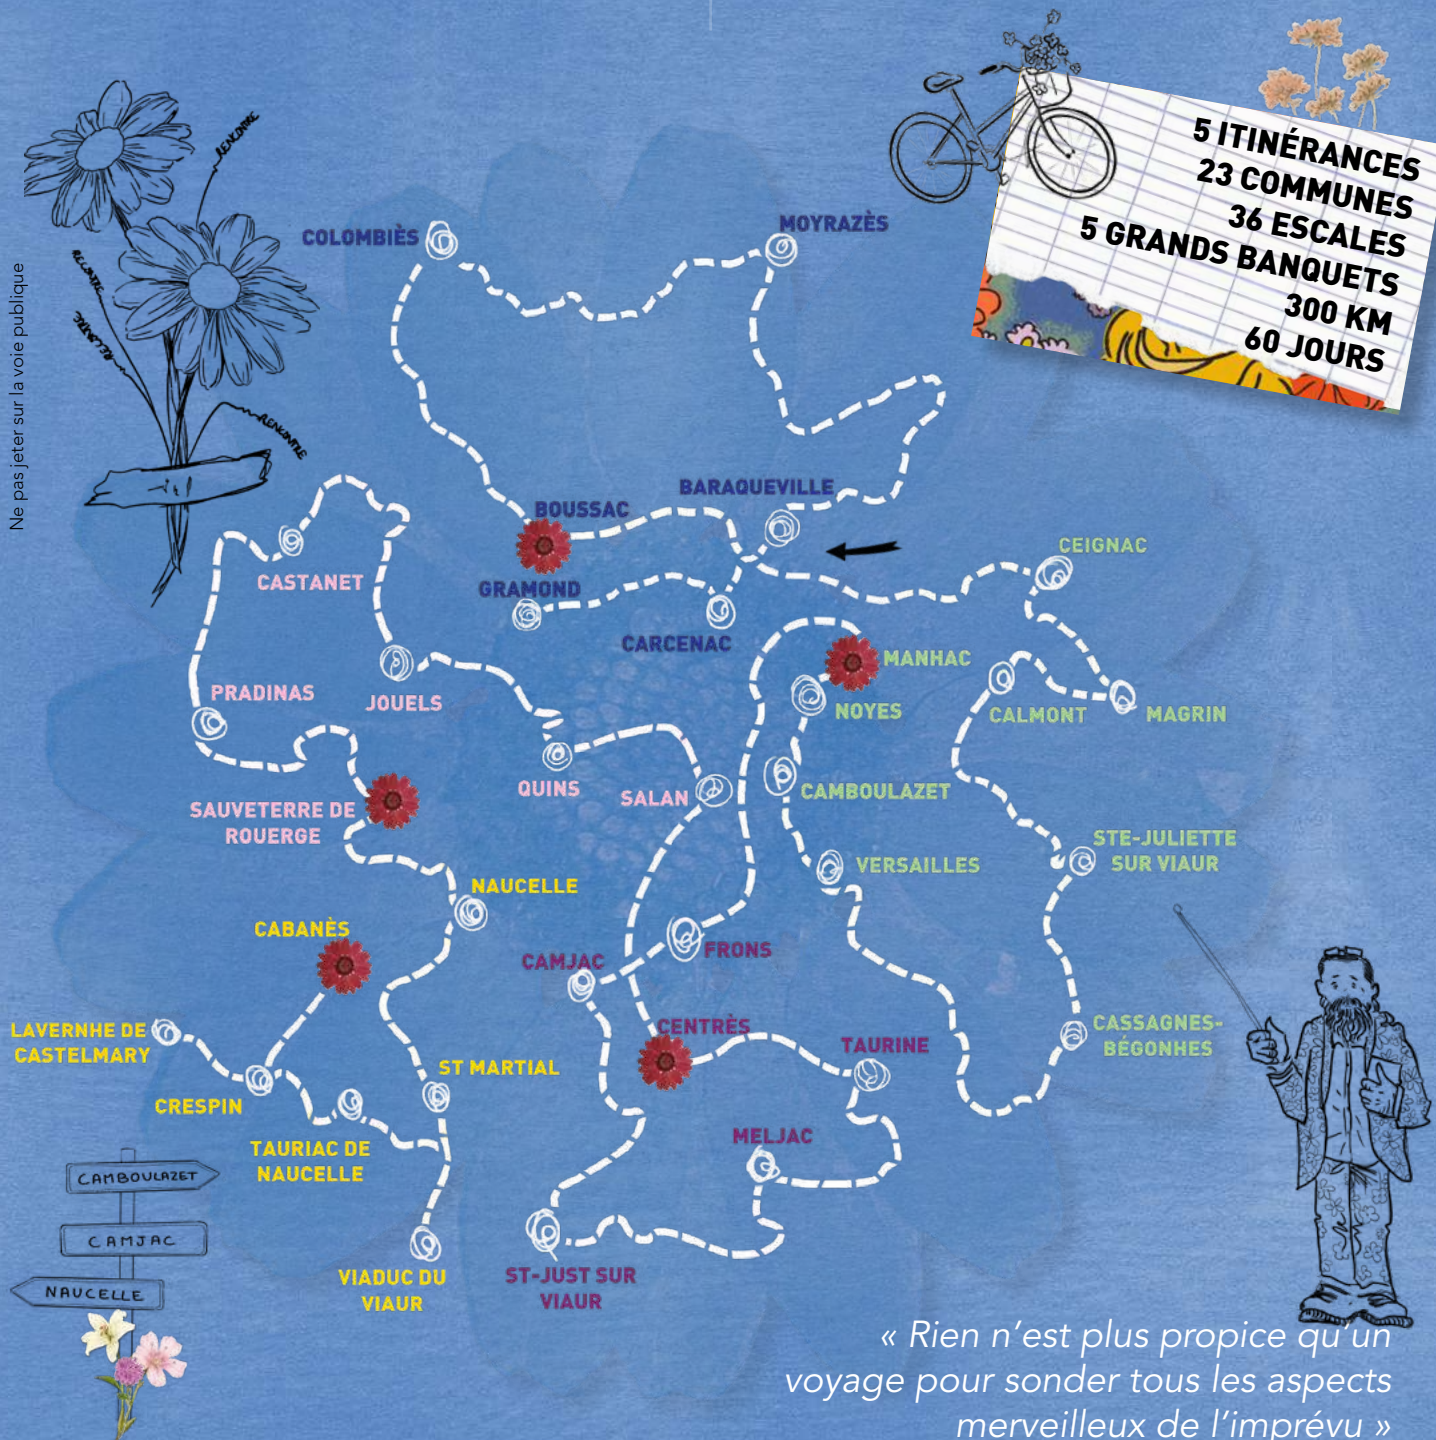 RENCONTRE
RENCONTRE
RENCONTRE
RENCONTRE
Ne pas jeter sur la voie publique
5 ITINÉRANCES
23 COMMUNES
36 ESCALES
5 GRANDS BANQUETS
300 KM
60 JOURS
COLOMBIÈS
MOYRAZÈS
BARAQUEVILLE
BOUSSAC
CEIGNAC
CASTANET
GRAMOND
CARCENAC
MANHAC
PRADINAS
JOUELS
NOYES
CALMONT
MAGRIN
QUINS
SALAN
CAMBOULAZET
SAUVETERRE DE
ROUERGE
STE-JULIETTE
SUR VIAUR
VERSAILLES
NAUCELLE
CABANÈS
CAMJAC
FRONS
LAVERNHE DE
CASTELMARY
CENTRÈS
TAURINE
CASSAGNES-
BÉGONHES
ST MARTIAL
CRESPIN
TAURIAC DE
NAUCELLE
MELJAC
CAMBOULAZET
CAMJAC
NAUCELLE
VIADUC DU
VIAUR
ST-JUST SUR
VIAUR
« Rien n’est plus propice qu’un
voyage pour sonder tous les aspects
merveilleux de l’imprévu »